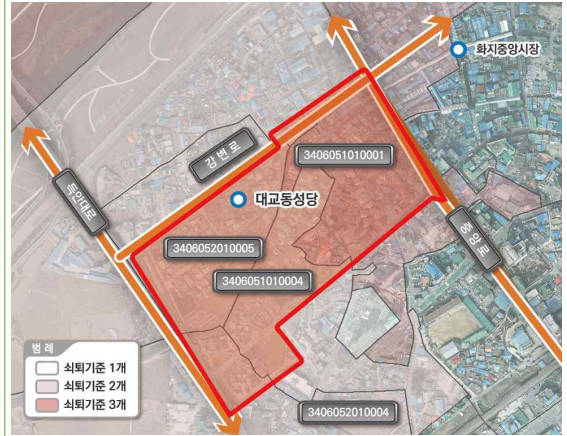 화지중앙시장
강변로
3406051010001
득안대로
대교동성당
중앙로
3406052010005
3406051010004
범례
쇠퇴기준 1개
쇠퇴기준 2개
쇠퇴기준 3개
3406052010004